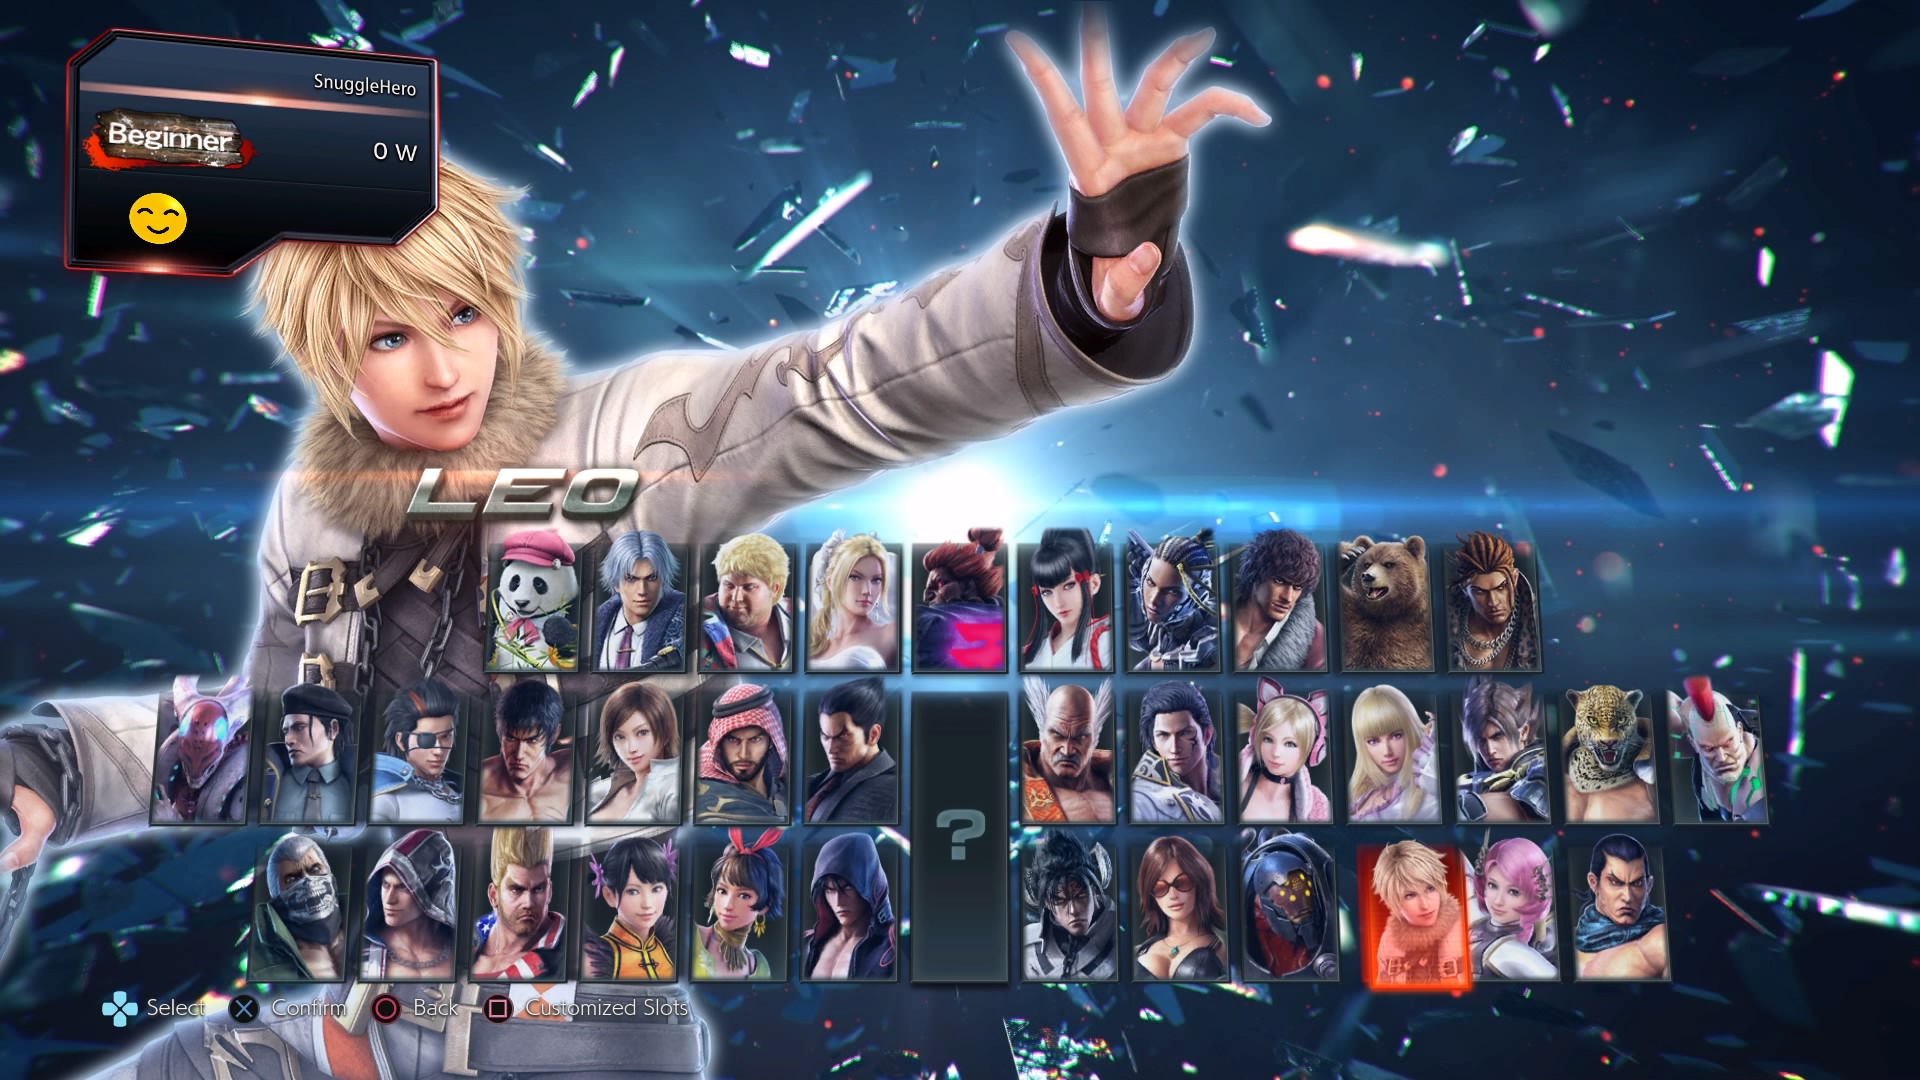 SnuggleHero
Beginner
0 W
LEO
?
Select Confirm Back Customized Slots